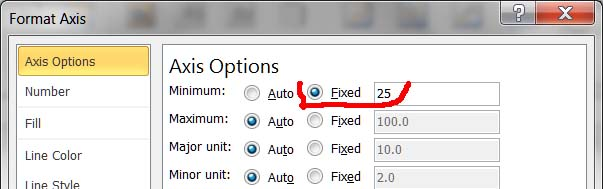 Format Axis
Axis Options
Number
Fill
Line Color
Line Style
Axis Options
Minimum: Auto Fixed 25
Maximum: Auto Fixed 100.0
Major unit: Auto Fixed 10.0
Minor unit: Auto Fixed 2.0